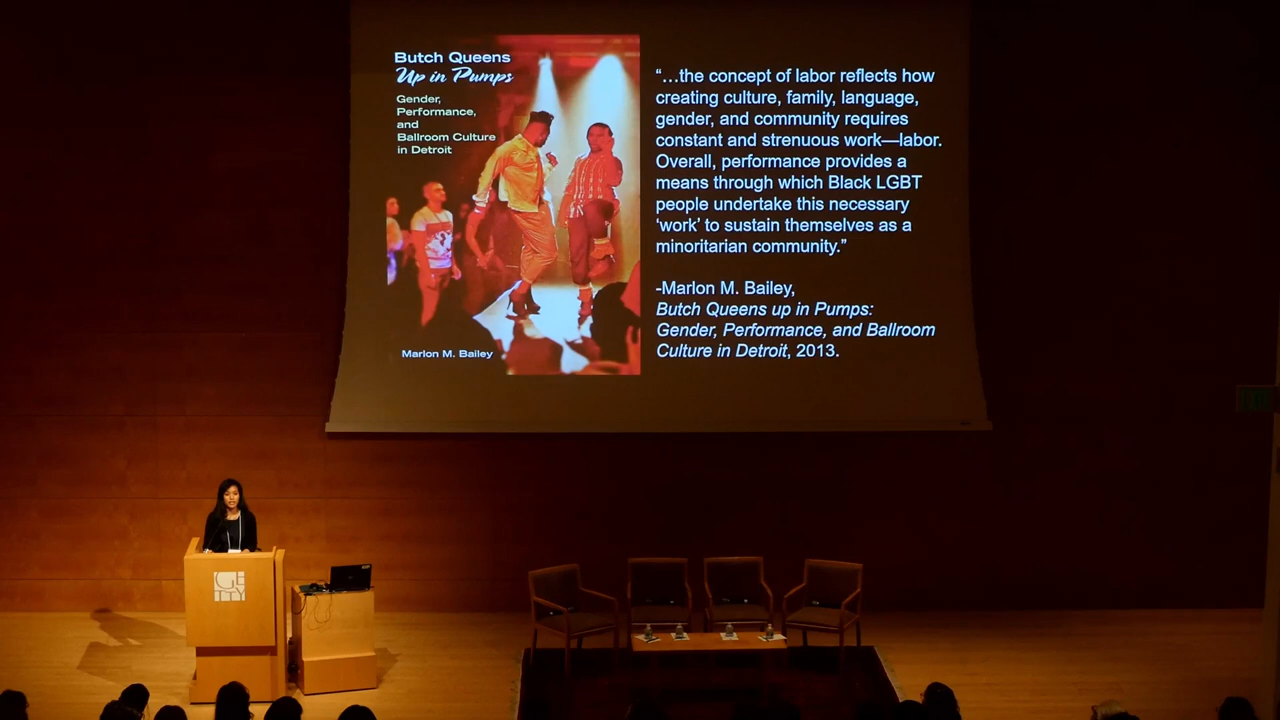 Butch Queens
Up in Pumps
Gender,
Performance,
and
Ballroom Culture
in Detroit
Marlon M. Bailey
“…the concept of labor reflects how
creating culture, family, language,
gender, and community requires
constant and strenuous work—labor.
Overall, performance provides a
means through which Black LGBT
people undertake this necessary
‘work’ to sustain themselves as a
minoritarian community.”
-Marlon M. Bailey,
Butch Queens up in Pumps:
Gender, Performance, and Ballroom
Culture in Detroit, 2013.
GE
TTY